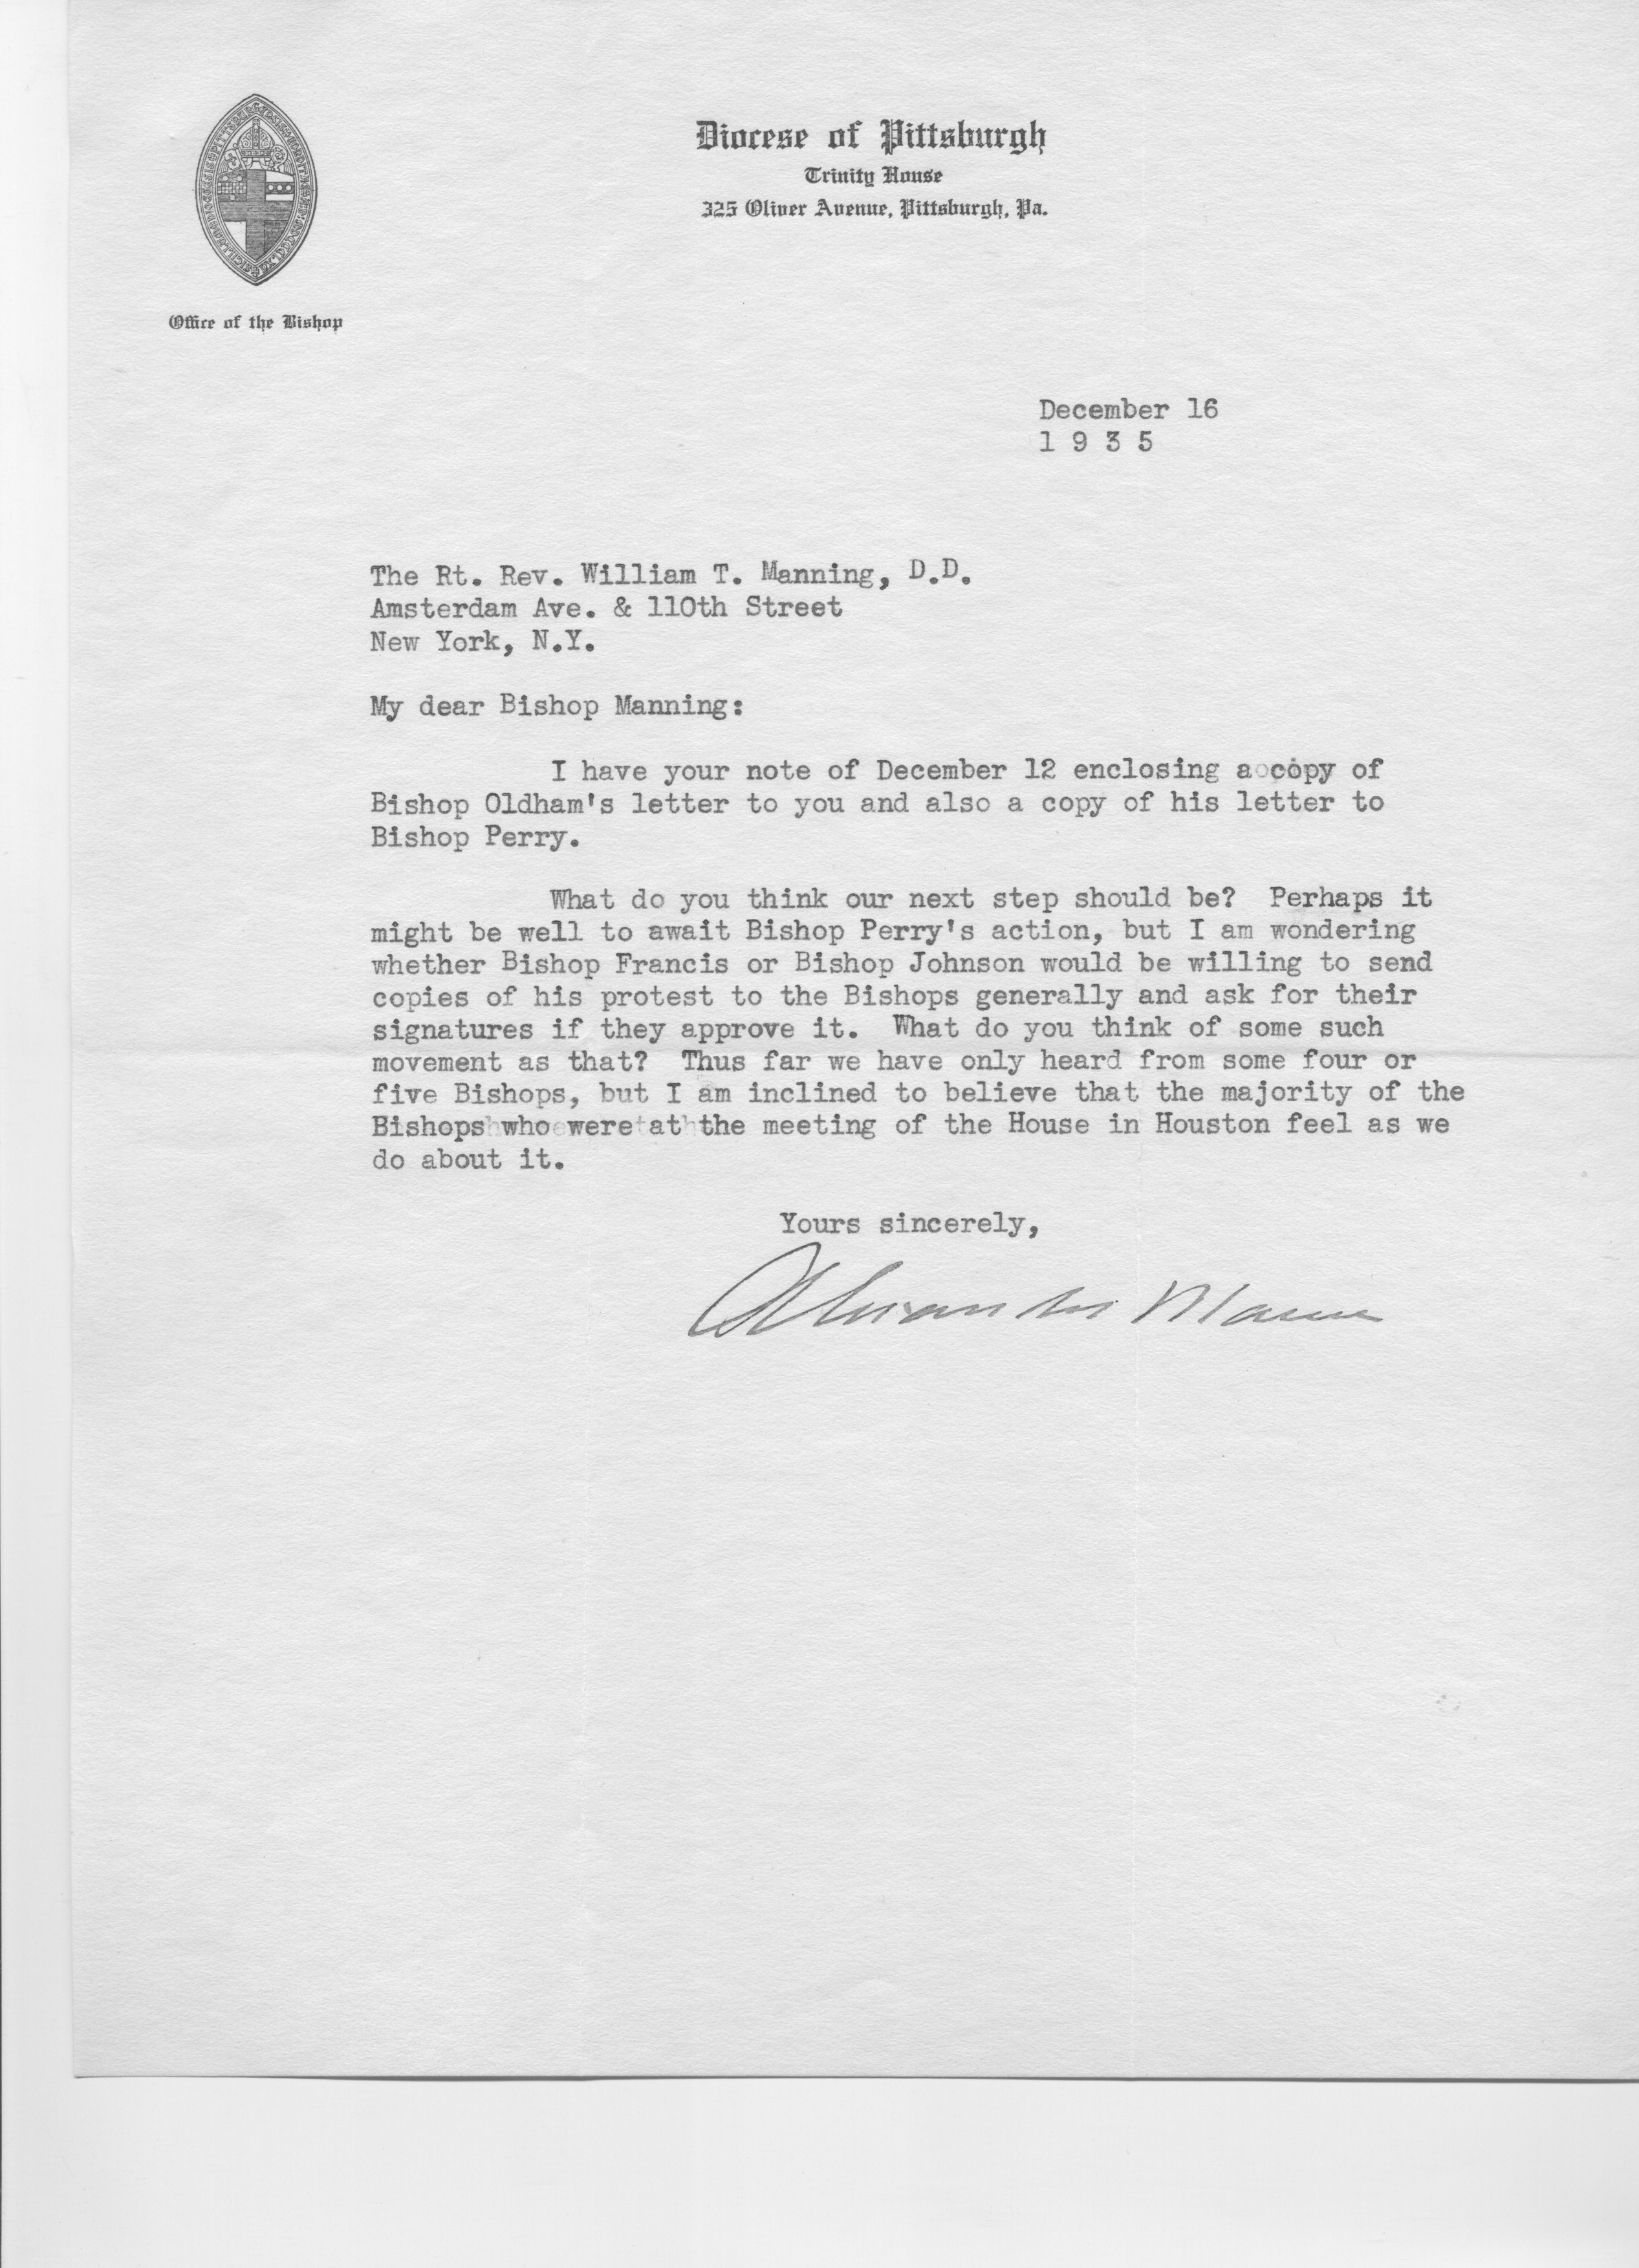 Diocese of Pittsburgh
Trinity House
325 Oliver Avenue, Pittsburgh, Pa.
Office of the Bishop
December 16
1 9 3 5
The Rt. Rev. William T. Manning, D.D.
Amsterdam Ave. & 110th Street
New York, N.Y.
My dear Bishop Manning:
I have your note of December 12 enclosing a copy of
Bishop Oldham's letter to you and also a copy of his letter to
Bishop Perry.
What do you think our next step should be? Perhaps it
might be well to await Bishop Perry's action, but I am wondering
whether Bishop Francis or Bishop Johnson would be willing to send
copies of his protest to the Bishops generally and ask for their
signatures if they approve it. What do you think of some such
movement as that? Thus far we have only heard from some four or
five Bishops, but I am inclined to believe that the majority of the
Bishops who were at the meeting of the House in Houston feel as we
do about it.
Yours sincerely,
Alexander Mann